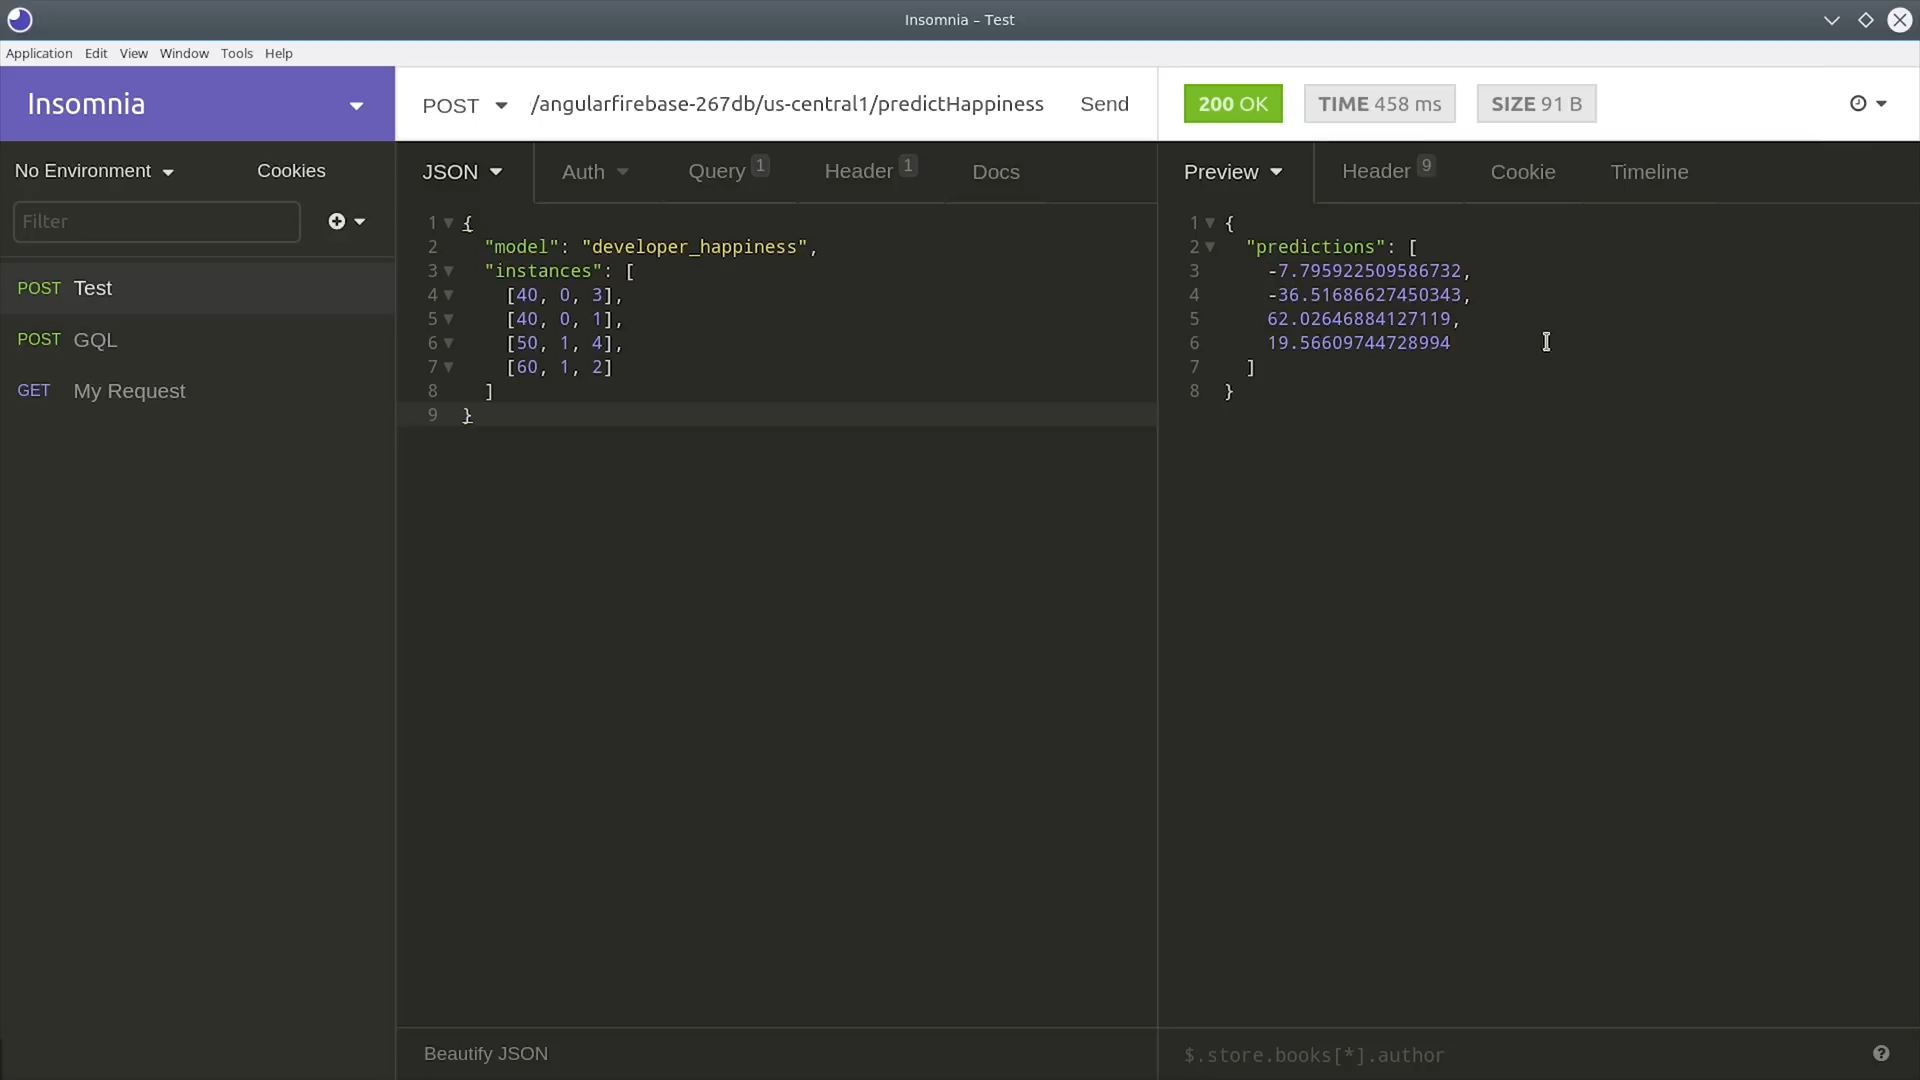 Insomnia – Test
Application Edit View Window Tools Help
Insomnia
POST /angularfirebase-267db/us-central1/predictHappiness Send
200 OK TIME 458 ms SIZE 91 B
No Environment Cookies
JSON Auth Query 1 Header 1 Docs
Preview Header 9 Cookie Timeline
Filter
POST Test
POST GQL
GET My Request
1 {
2 "model": "developer_happiness",
3 "instances": [
4 [40, 0, 3],
5 [40, 0, 1],
6 [50, 1, 4],
7 [60, 1, 2]
8 ]
9 }
1 {
2 "predictions": [
3 -7.795922509586732,
4 -36.51686627450343,
5 62.02646884127119,
6 19.56609744728994
7 ]
8 }
Beautify JSON
$.store.books[*].author